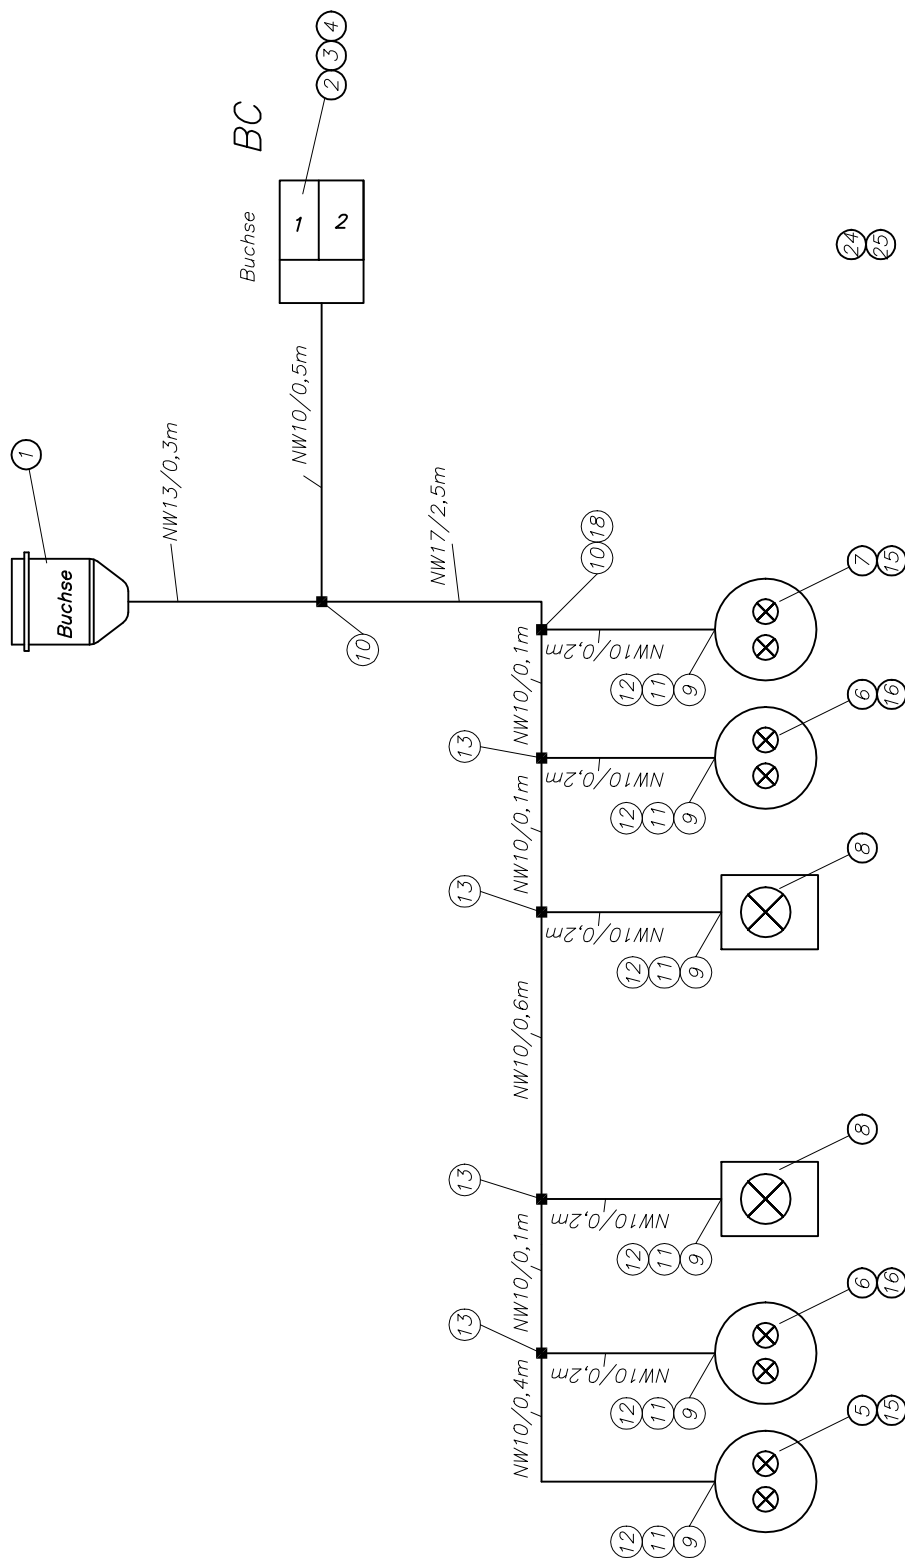 2 3 4
BC
Buchse
1
2
24
25
NW10/0,5m
1
NW13/0,3m
Buchse
NW17/2,5m
10
10 18
7
15
NW10/0,1m
NW10/0,2m
12 11 9
6
16
13
NW10/0,1m
NW10/0,2m
12 11 9
8
13
NW10/0,2m
12 11 9
NW10/0,6m
8
13
NW10/0,1m
NW10/0,2m
12 11 9
6
16
13
NW10/0,4m
NW10/0,2m
12 11 9
5
15
12 11 9